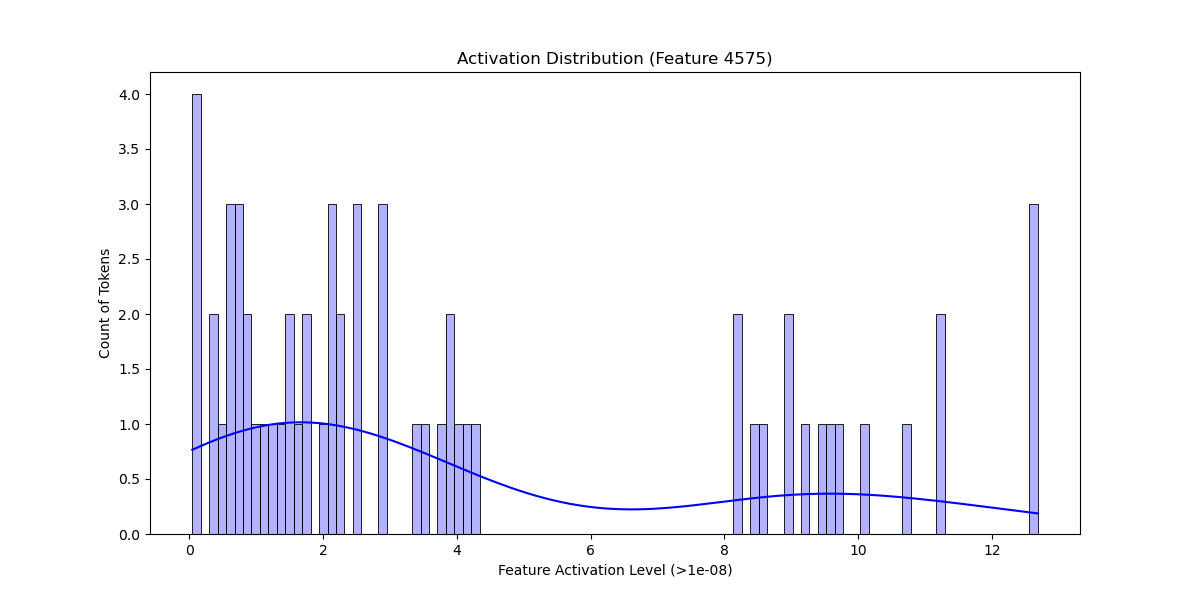 Activation Distribution (Feature 4575)
4.0
3.5
3.0
2.5
2.0
1.5
1.0
0.5
0.0
Count of Tokens
0 2 4 6 8 10 12
Feature Activation Level (>1e-08)